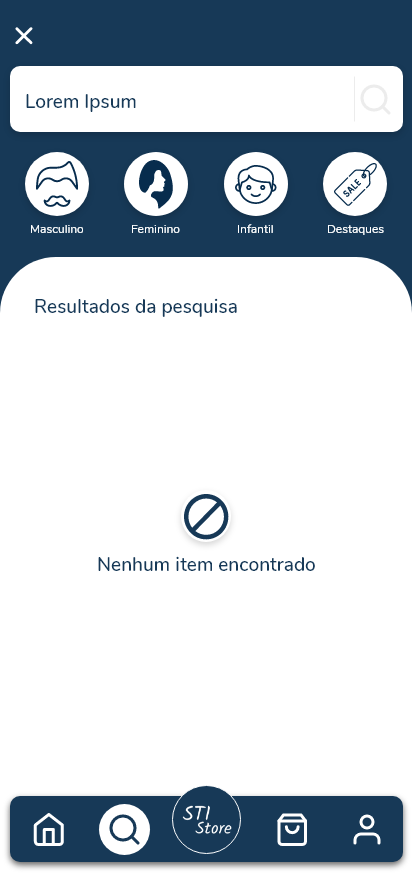 Lorem Ipsum
Masculino
Feminino
Infantil
SALE
Destaques
Resultados da pesquisa
Nenhum item encontrado
STI
Store